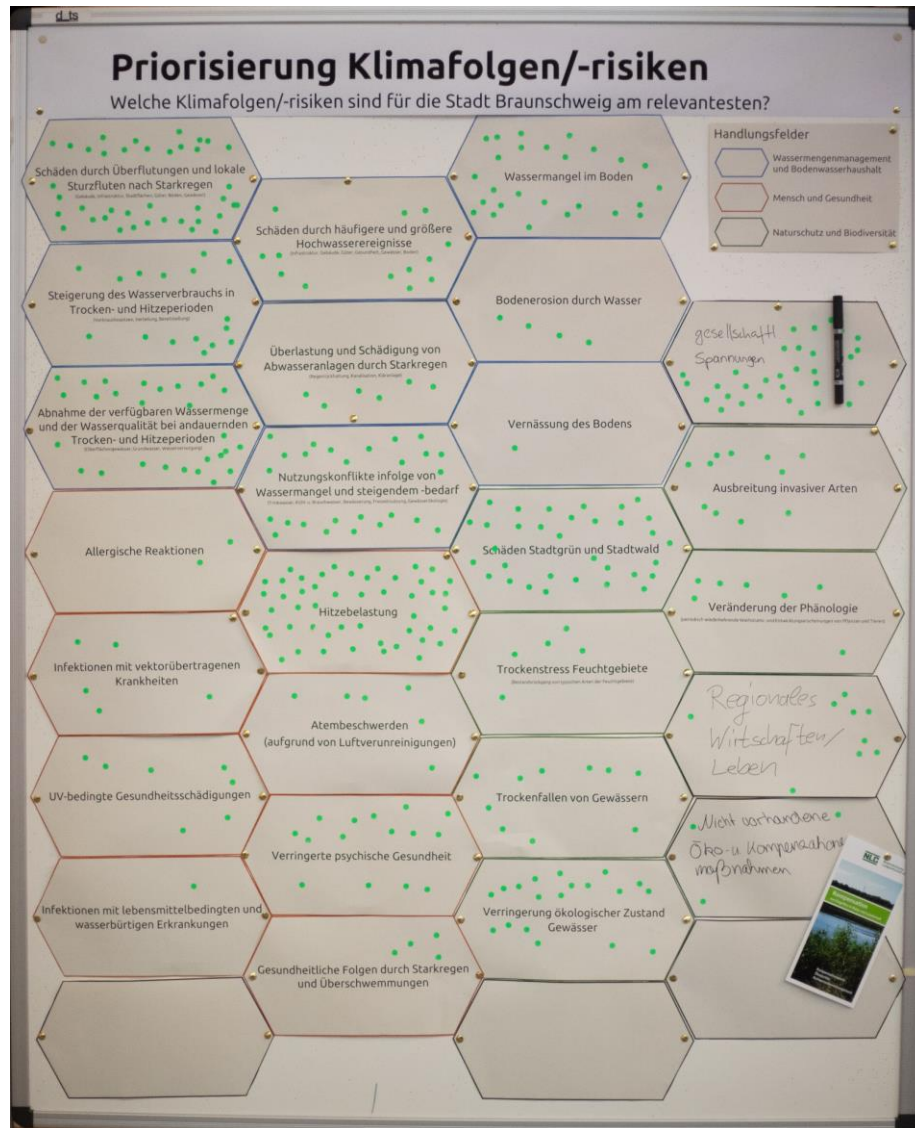 d_ts
Priorisierung Klimafolgen/-risiken
Welche Klimafolgen/-risiken sind für die Stadt Braunschweig am relevantesten?
Handlungsfelder
Wassermengenmanagement
und Bodenwasserhaushalt
Mensch und Gesundheit
Naturschutz und Biodiversität
Schäden durch Überflutungen und lokale
Sturzfluten nach Starkregen
Steigerung des Wasserverbrauchs in
Trocken- und Hitzeperioden
Abnahme der verfügbaren Wassermenge
und der Wasserqualität bei andauernden
Trocken- und Hitzeperioden
Allergische Reaktionen
Infektionen mit vektorübertragenen
Krankheiten
UV-bedingte Gesundheitsschädigungen
Infektionen mit lebensmittelbedingten und
wasserbürtigen Erkrankungen
Schäden durch häufigere und größere
Hochwasserereignisse
Überlastung und Schädigung von
Abwasseranlagen durch Starkregen
Nutzungskonflikte infolge von
Wassermangel und steigendem -bedarf
Hitzebelastung
Atembeschwerden
(aufgrund von Luftverunreinigungen)
Verringerte psychische Gesundheit
Gesundheitliche Folgen durch Starkregen
und Überschwemmungen
Wassermangel im Boden
Bodenerosion durch Wasser
Vernässung des Bodens
Schäden Stadtgrün und Stadtwald
Trockenstress Feuchtgebiete
Trockenfallen von Gewässern
Verringerung ökologischer Zustand
Gewässer
gesellschaftl
Spannungen
Ausbreitung invasiver Arten
Veränderung der Phänologie
Regionales
Wirtschaften/
Leben
Nicht vorhandene
Öko-u Kompensations
maßnahmen
NLG